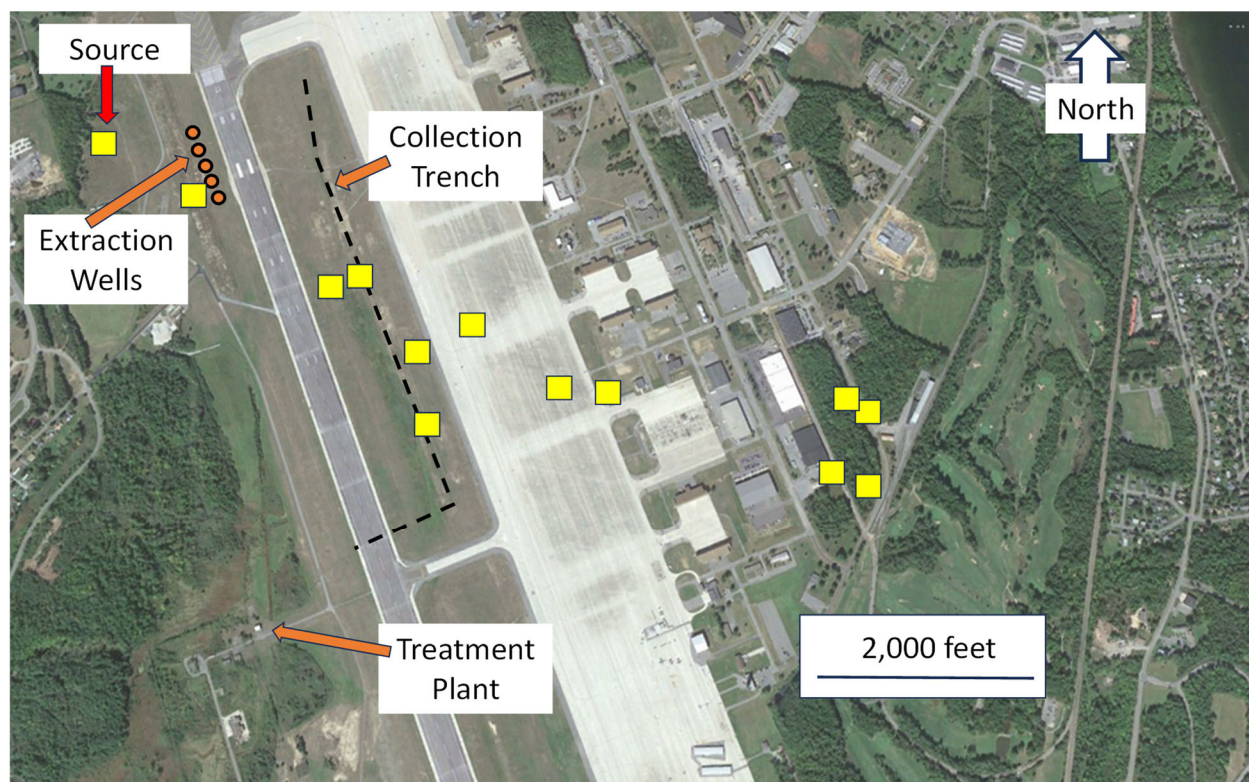 Source
North
Collection
Trench
Extraction
Wells
2,000 feet
Treatment
Plant